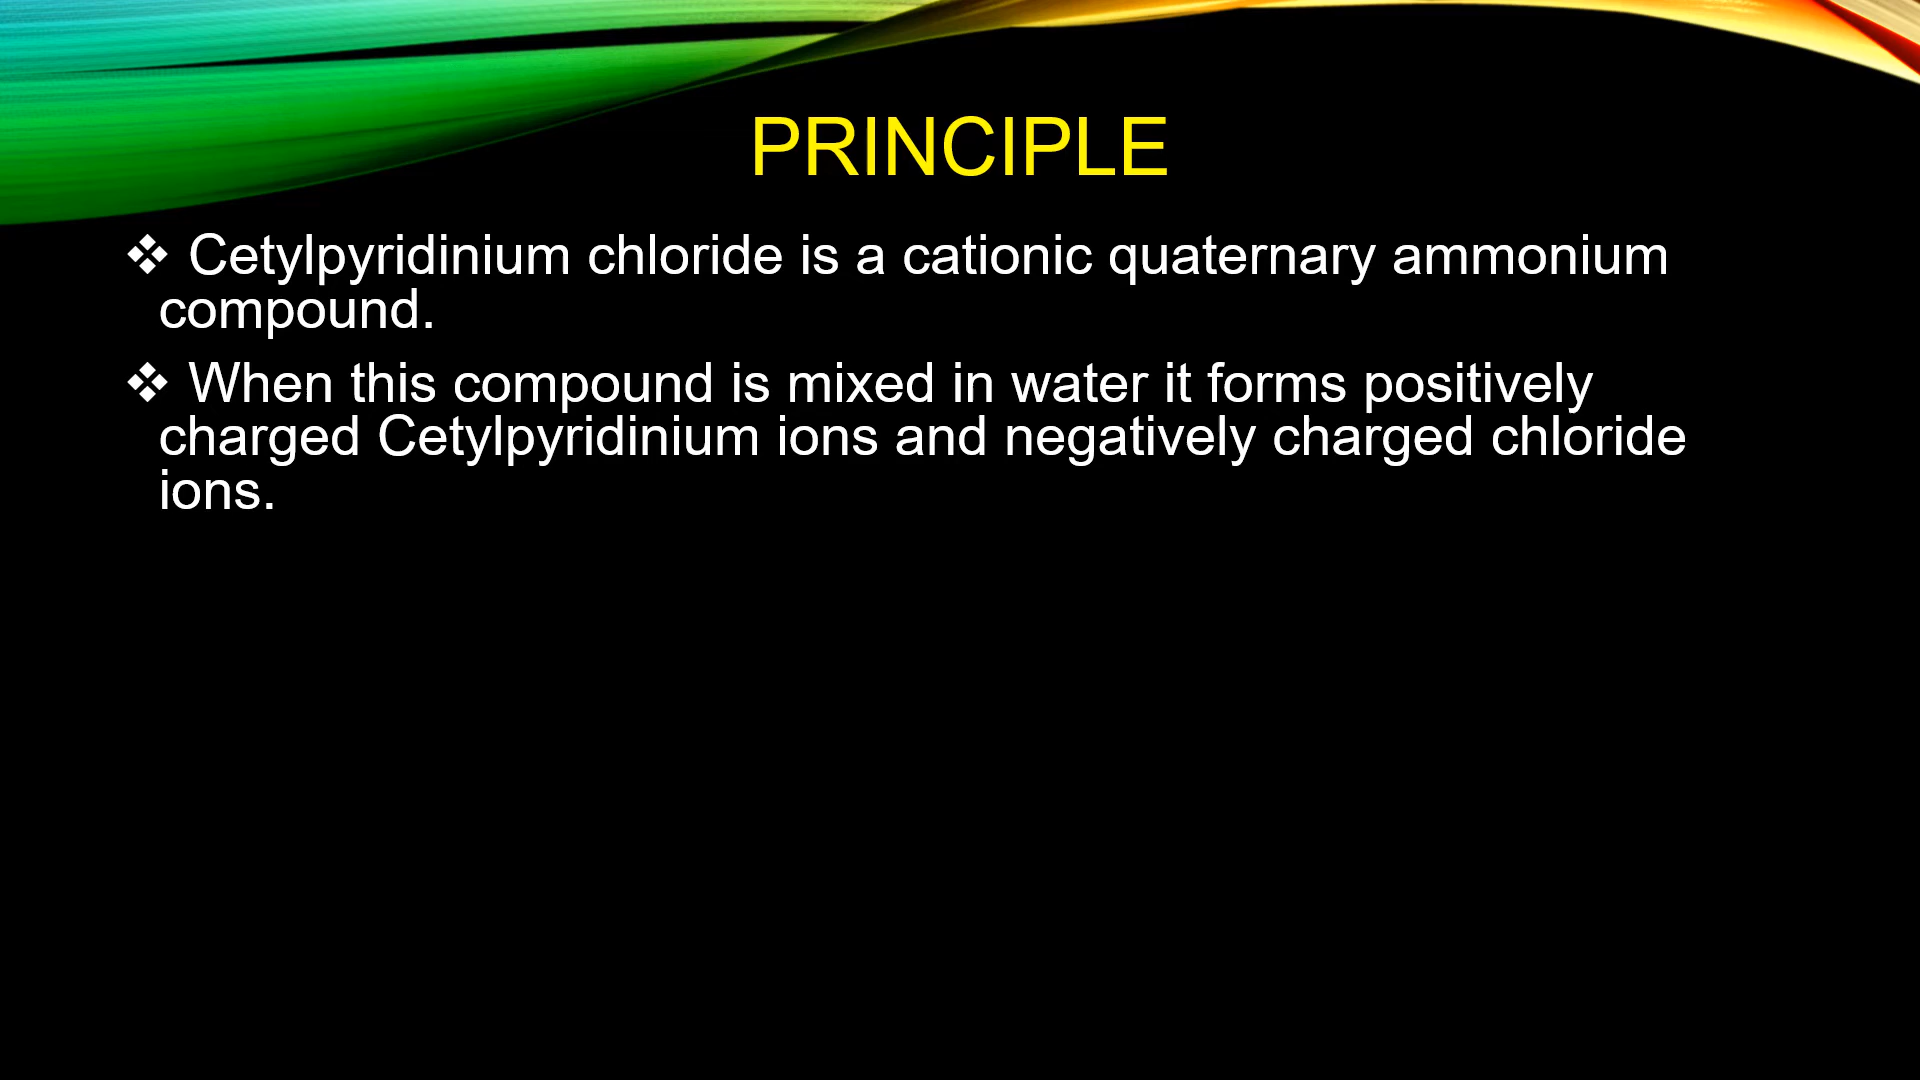 PRINCIPLE
❖ Cetylpyridinium chloride is a cationic quaternary ammonium
compound.
❖ When this compound is mixed in water it forms positively
charged Cetylpyridinium ions and negatively charged chloride
ions.